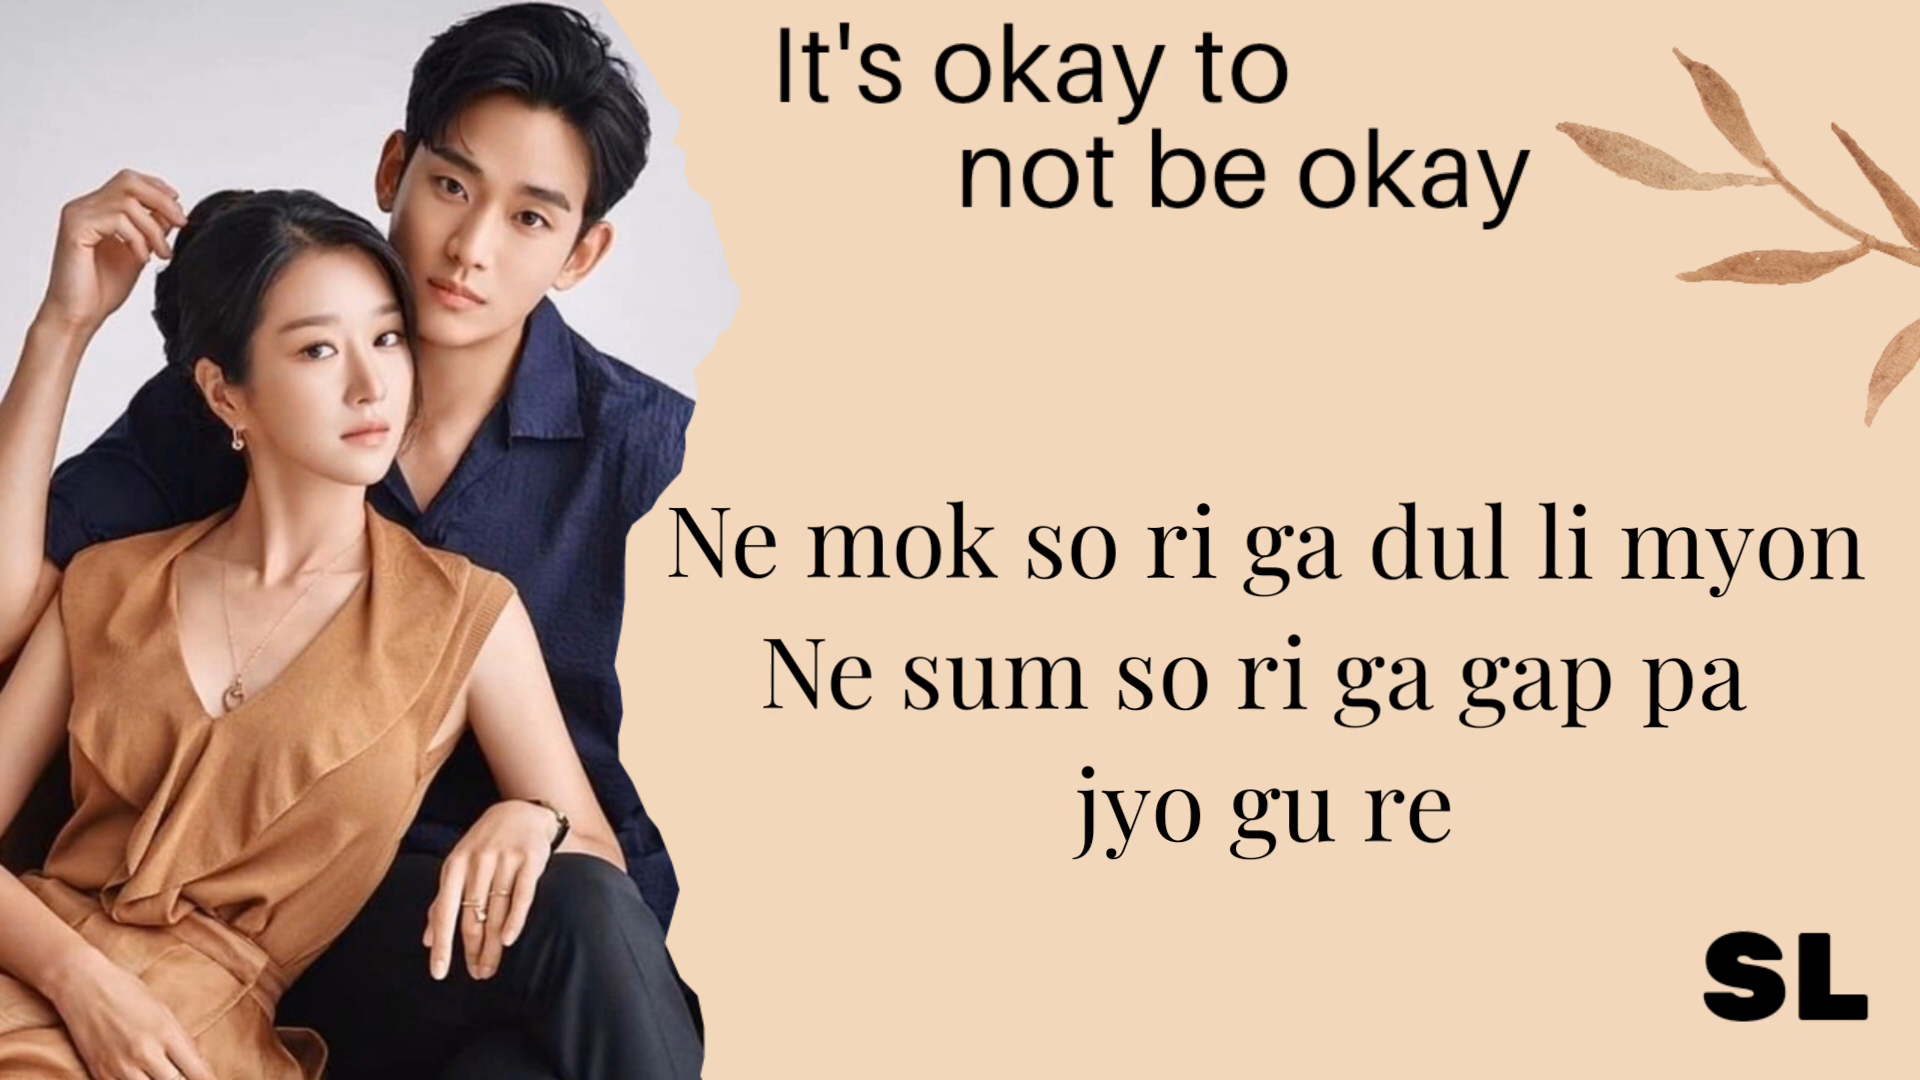 It's okay to
not be okay
Ne mok so ri ga dul li myon
Ne sum so ri ga gap pa
jyo gu re
SL